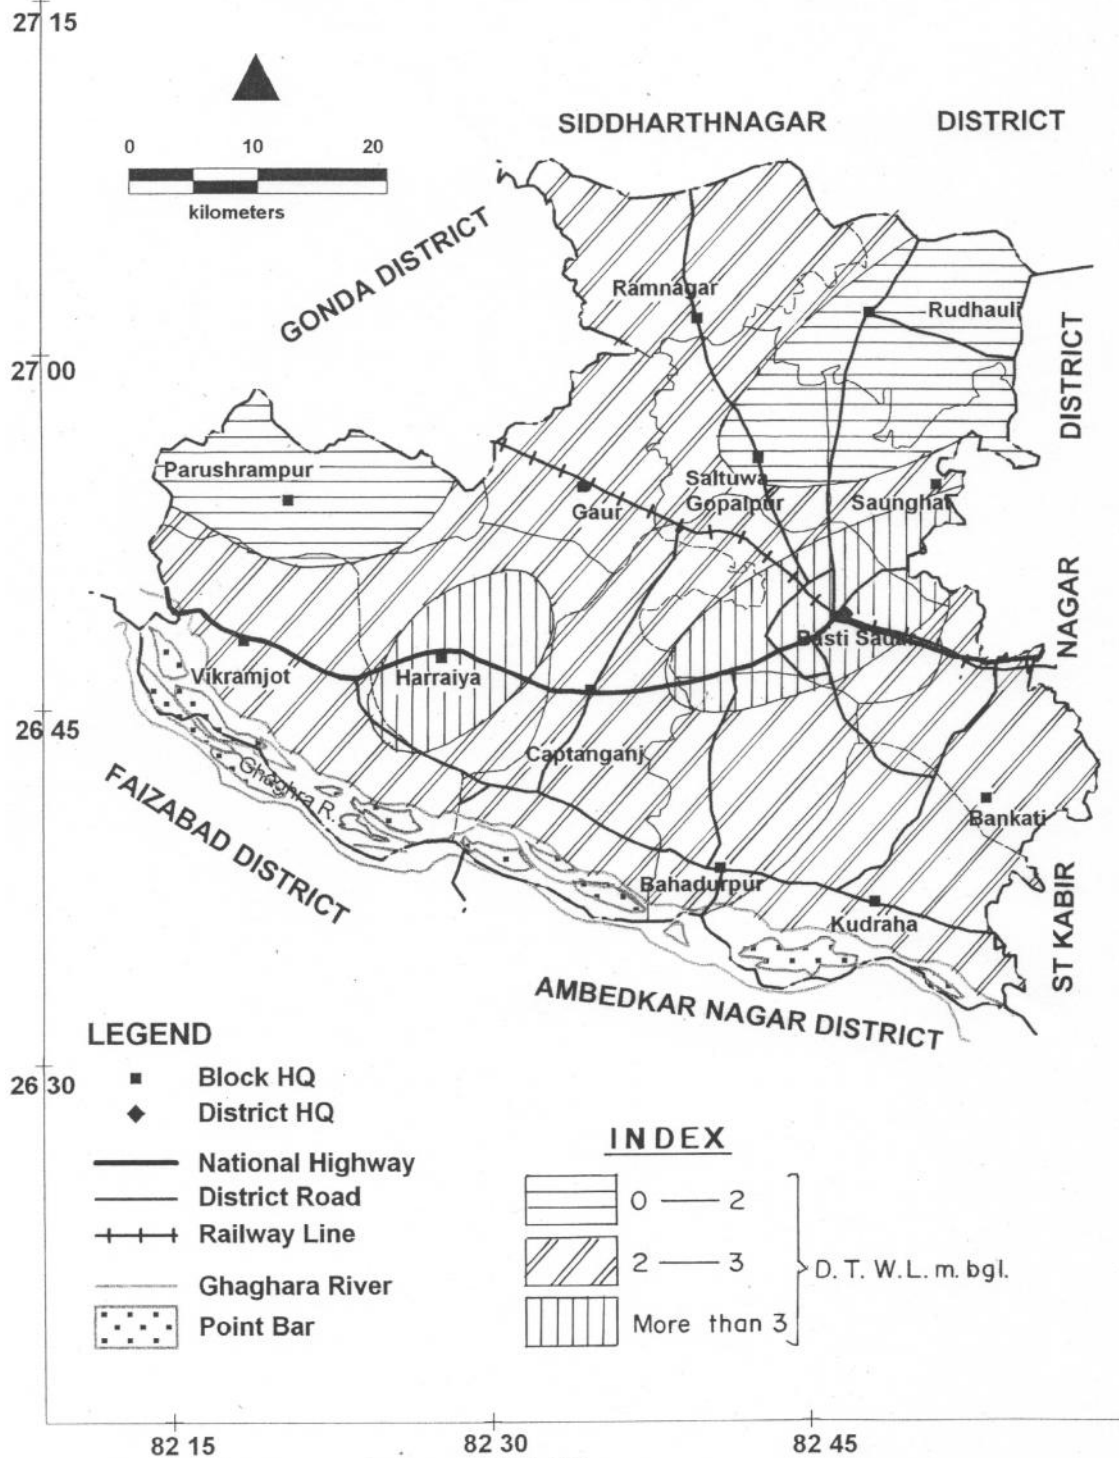 27 15
SIDDHARTHNAGAR DISTRICT
0 10 20
kilometers
GONDA DISTRICT
Ramnagar
Rudhauli
27 00
DISTRICT
Parushrampur
Saltuwa
Gopalpur
Gaur
Saunghat
NAGAR
Basti Sadar
Vikramjot
Harraiya
26 45
Captanganj
Ghaghra R.
FAIZABAD DISTRICT
Bankati
Bahadurpur
Kudraha
ST KABIR
AMBEDKAR NAGAR DISTRICT
LEGEND
26 30
Block HQ
District HQ
National Highway
District Road
Railway Line
Ghaghara River
Point Bar
INDEX
0 — 2
2 — 3
More than 3
D. T. W. L. m. bgl.
82 15
82 30
82 45